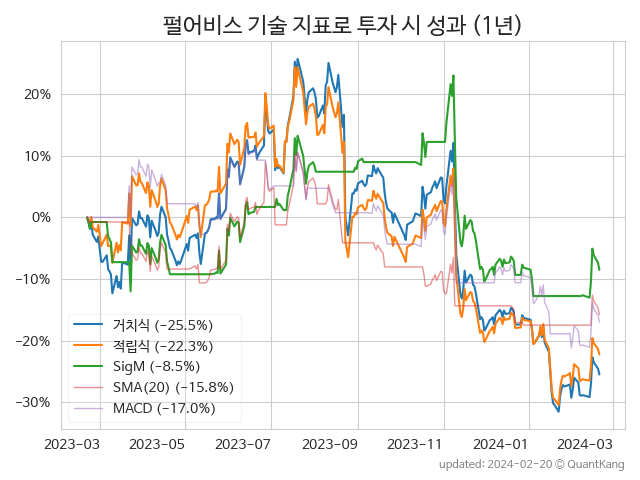 펄어비스 기술 지표로 투자 시 성과 (1년)
20%
10%
0%
−10%
−20%
−30%
거치식 (−25.5%)
적립식 (−22.3%)
SigM (−8.5%)
SMA(20) (−15.8%)
MACD (−17.0%)
2023-03
2023-05
2023-07
2023-09
2023-11
2024-01
2024-03
updated: 2024-02-20 © QuantKang